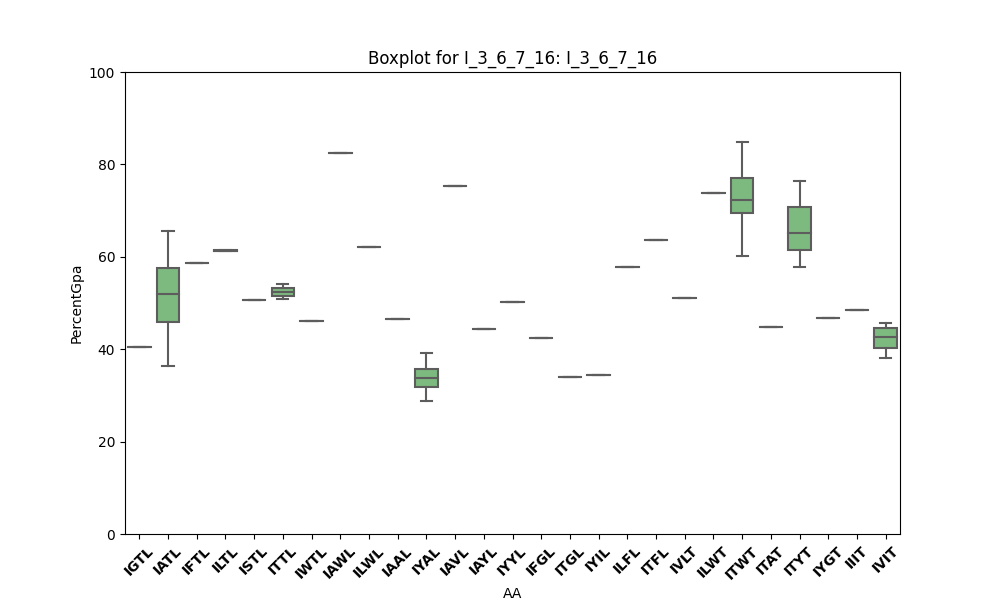 Boxplot for I_3_6_7_16: I_3_6_7_16
100
80
60
40
20
0
PercentGpa
IGTL IATL IFTL ILTL ISTL ITTL IWTL IAWL ILWL IAAL IYAL IAVL IAYL IYYL IFGL ITGL IYIL ILFL ITFL IVLT ILWT ITWT ITAT ITYT IYGT IIIT IVIT
AA